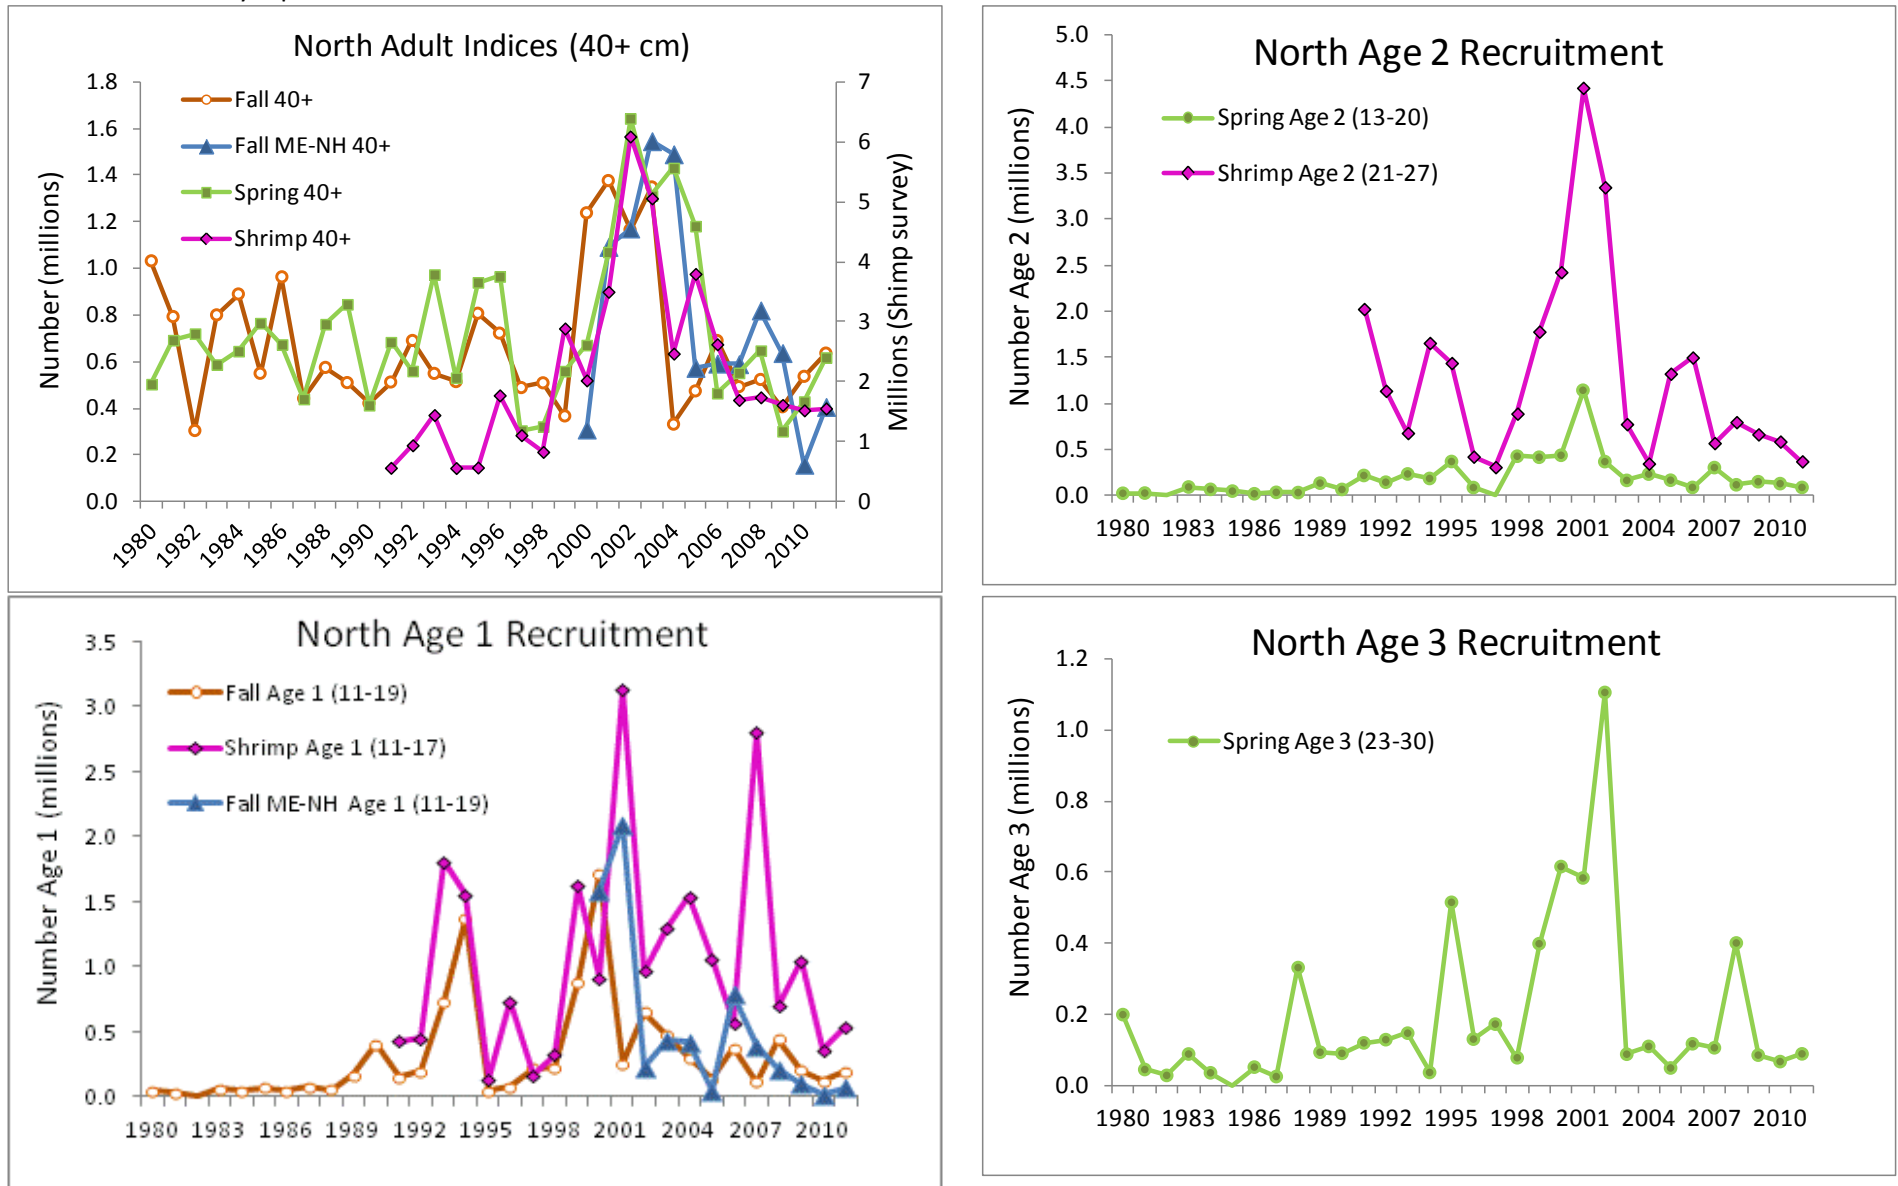 North Adult Indices (40+ cm)
Number (millions)
Millions (Shrimp survey)
1.8
1.6
1.4
1.2
1.0
0.8
0.6
0.4
0.2
0.0
7
6
5
4
3
2
1
0
Fall 40+
Fall ME-NH 40+
Spring 40+
Shrimp 40+
1980 1982 1984 1986 1988 1990 1992 1994 1996 1998 2000 2002 2004 2006 2008 2010
North Age 2 Recruitment
Number Age 2 (millions)
5.0
4.5
4.0
3.5
3.0
2.5
2.0
1.5
1.0
0.5
0.0
Spring Age 2 (13-20)
Shrimp Age 2 (21-27)
1980 1983 1986 1989 1992 1995 1998 2001 2004 2007 2010
North Age 1 Recruitment
Number Age 1 (millions)
3.5
3.0
2.5
2.0
1.5
1.0
0.5
0.0
Fall Age 1 (11-19)
Shrimp Age 1 (11-17)
Fall ME-NH Age 1 (11-19)
1980 1983 1986 1989 1992 1995 1998 2001 2004 2007 2010
North Age 3 Recruitment
Number Age 3 (millions)
1.2
1.0
0.8
0.6
0.4
0.2
0.0
Spring Age 3 (23-30)
1980 1983 1986 1989 1992 1995 1998 2001 2004 2007 2010